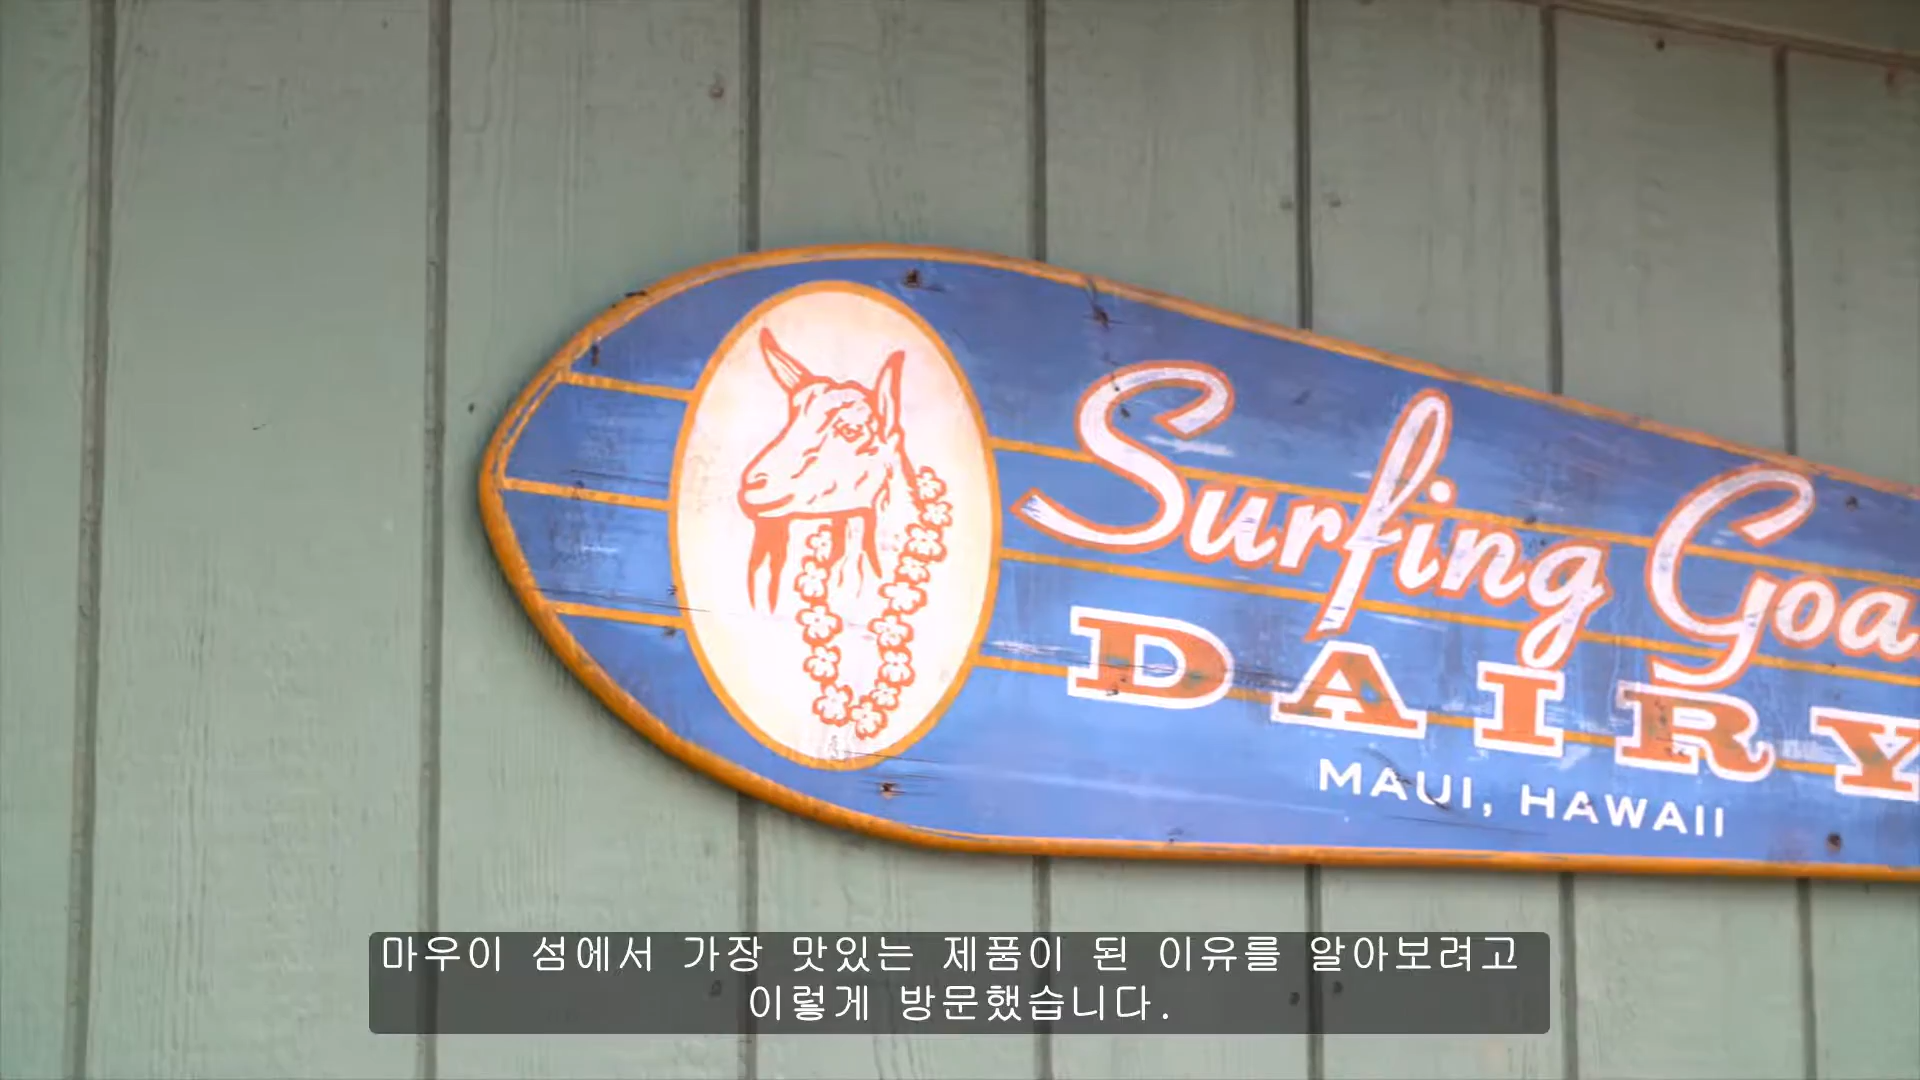 Surfing Goa
DAIRY
MAUI, HAWAII
마우이 섬에서 가장 맛있는 제품이 된 이유를 알아보려고
이렇게 방문했습니다.